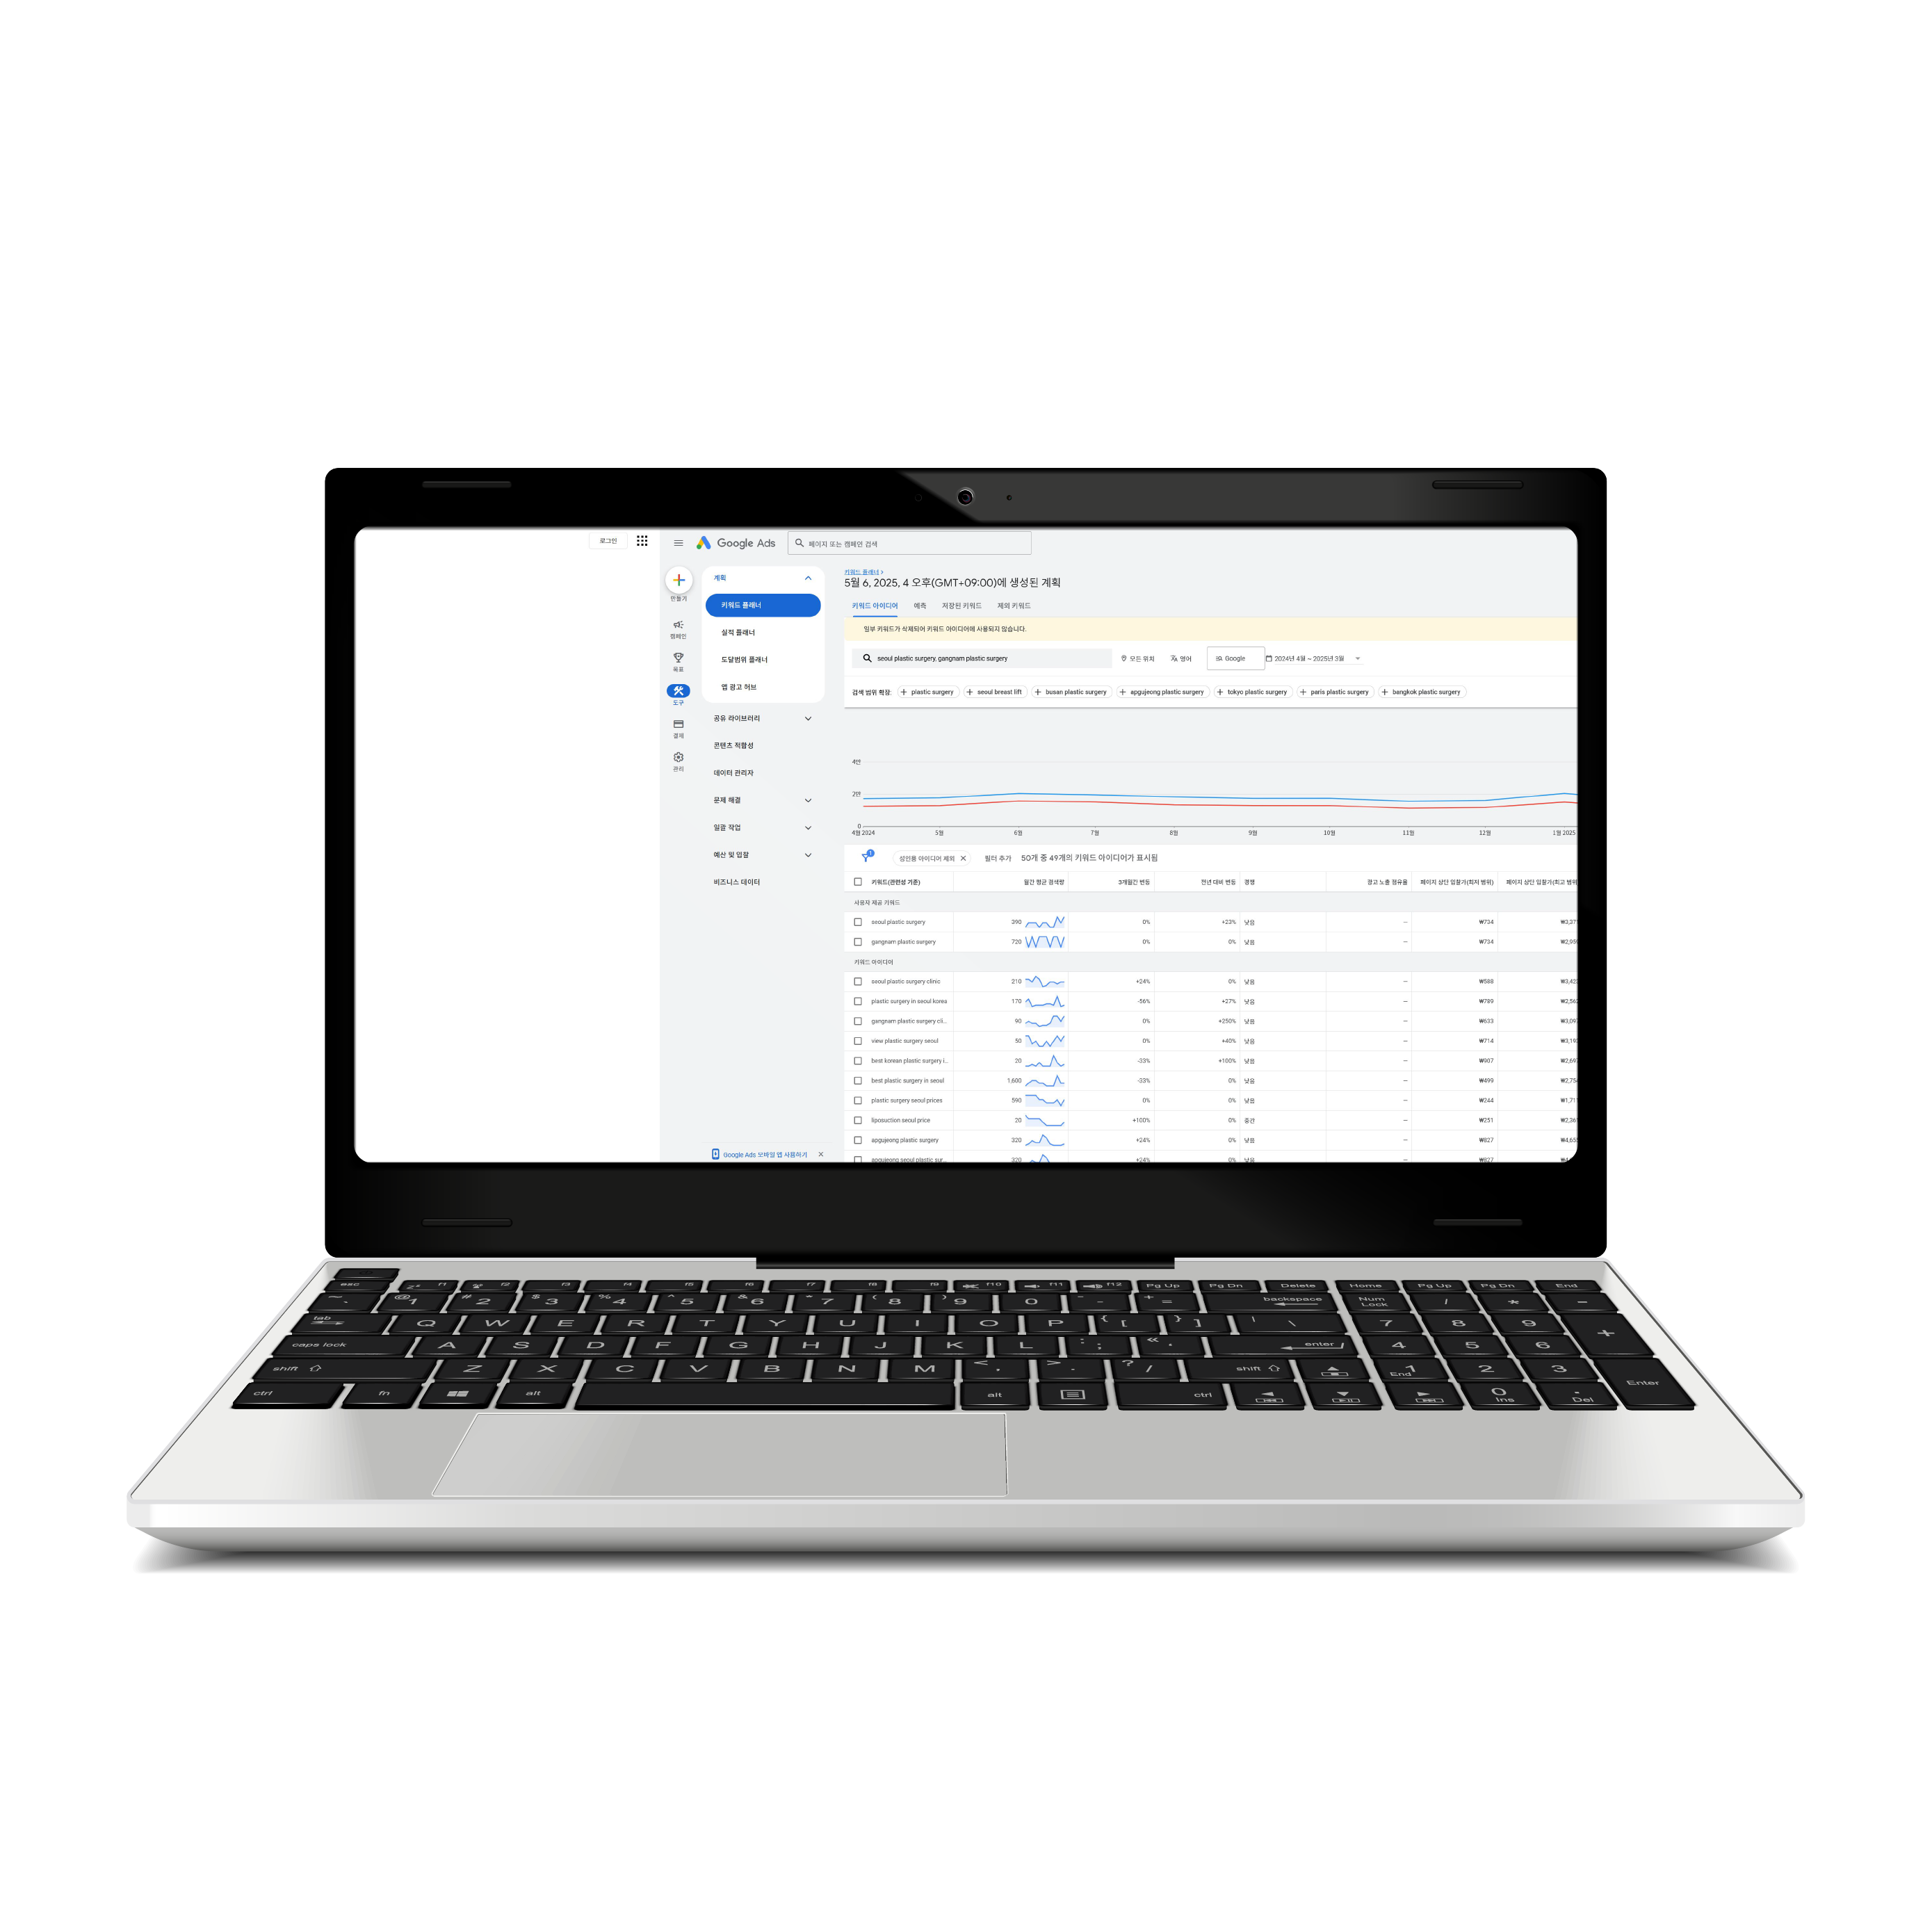 로그인
Google Ads
페이지 또는 캠페인 검색
만들기
캠페인
목표
도구
결제
관리
계획
키워드 플래너
실적 플래너
도달범위 플래너
앱 광고 허브
공유 라이브러리
콘텐츠 적합성
데이터 관리자
문제 해결
일괄 작업
예산 및 입찰
비즈니스 데이터
Google Ads 모바일 앱 사용하기
키워드 플래너
5월 6, 2025, 4 오후(GMT+09:00)에 생성된 계획
키워드 아이디어 예측 저장된 키워드 제외 키워드
일부 키워드가 삭제되어 키워드 아이디어에 사용되지 않습니다.
seoul plastic surgery, gangnam plastic surgery 모든 위치 영어 Google 2024년 4월 ~ 2025년 3월
검색 범위 확장: plastic surgery seoul breast lift busan plastic surgery apgujeong plastic surgery tokyo plastic surgery paris plastic surgery bangkok plastic surgery
4만
2만
0
4월 2024 5월 6월 7월 8월 9월 10월 11월 12월 1월 2025
1 성인용 아이디어 제외 필터 추가 50개 중 49개의 키워드 아이디어가 표시됨
키워드(관련성 기준) 월간 평균 검색량 3개월간 변동 전년 대비 변동 경쟁 광고 노출 점유율 페이지 상단 입찰가(최저 범위) 페이지 상단 입찰가(최고 범위
사용자 제공 키워드
seoul plastic surgery 390 0% +23% 낮음 – ₩734
gangnam plastic surgery 720 0% 0% 낮음 – ₩734
키워드 아이디어
seoul plastic surgery clinic 210 +24% 0% 낮음 – ₩588
plastic surgery in seoul korea 170 -56% +27% 낮음 – ₩789
gangnam plastic surgery cli... 90 0% +250% 낮음 – ₩633
view plastic surgery seoul 50 0% +40% 낮음 – ₩714
best korean plastic surgery i... 20 -33% +100% 낮음 – ₩907
best plastic surgery in seoul 1,600 -33% 0% 낮음 – ₩499
plastic surgery seoul prices 590 0% 0% 낮음 – ₩244
liposuction seoul price 20 +100% 0% 중간 – ₩251
apgujeong plastic surgery 320 +24% 0% 낮음 – ₩827
apgujeong seoul plastic sur... 320 +24% 0% 낮음 – ₩827
esc f1 f2 f3 f4 f5 f6 f7 f8 f9 f10 f11 f12 Pg Up Pg Dn Delete Home Pg Up Pg Dn End
~ @ 1 # 2 $ 3 % 4 ^ 5 & 6 * 7 ( 8 ) 9 0 - + = backspace Num Lock / * -
tab Q W E R T Y U I O P { [ } ] \ 7 8 9 +
caps lock A S D F G H J K L : ; enter 4 5 6
shift Z X C V B N M < , > . ? / shift End 1 2 3 Enter
ctrl fn alt alt ctrl 0 Ins . Del